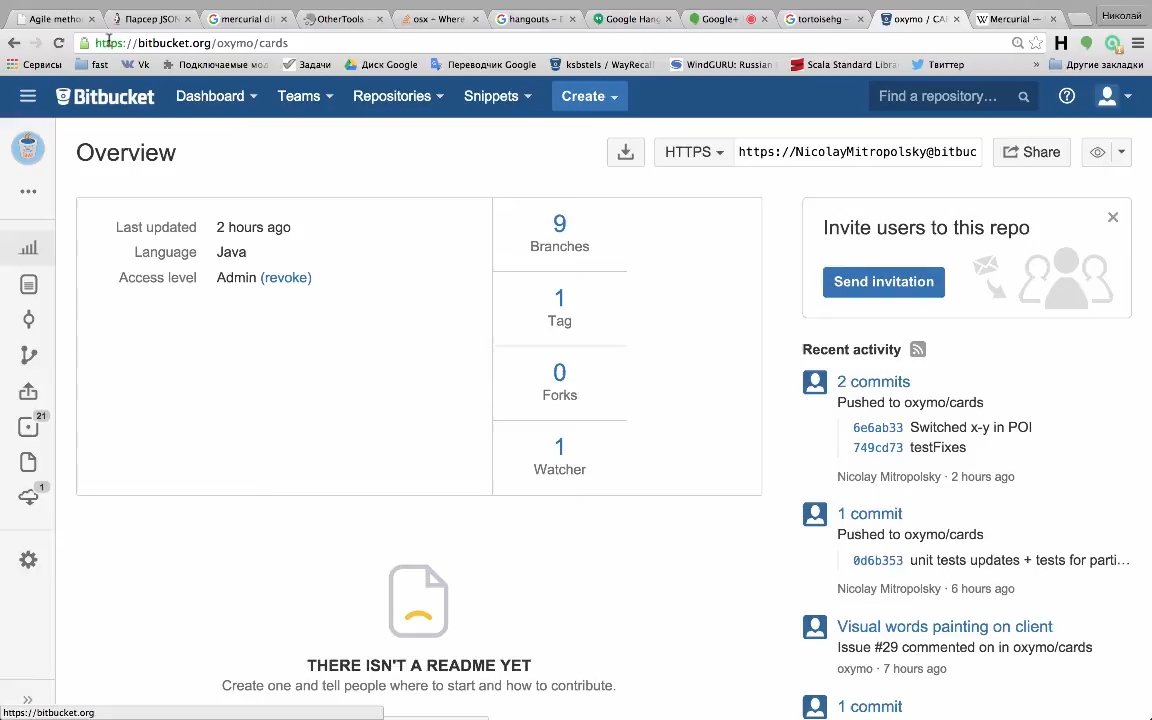 Agile metho
Парсер JSON
mercurial di
OtherTools -
osx - Where
hangouts - D
Google Han
Google+
tortoisehg -
oxymo / CA
Mercurial —
Николай
https://bitbucket.org/oxymo/cards
Сервисы
fast
Vk
Подключаемые мод
Задачи
Диск Google
Переводчик Google
ksbstels / WayRecall
WindGURU: Russian
Scala Standard Libra
Твиттер
»
Другие закладки
Bitbucket
Dashboard
Teams
Repositories
Snippets
Create
Find a repository...
Overview
HTTPS
https://NicolayMitropolsky@bitbuc
Share
Last updated 2 hours ago
Language Java
Access level Admin (revoke)
9
Branches
1
Tag
0
Forks
1
Watcher
Invite users to this repo
Send invitation
Recent activity
2 commits
Pushed to oxymo/cards
6e6ab33 Switched x-y in POI
749cd73 testFixes
Nicolay Mitropolsky · 2 hours ago
1 commit
Pushed to oxymo/cards
0d6b353 unit tests updates + tests for parti…
Nicolay Mitropolsky · 6 hours ago
Visual words painting on client
Issue #29 commented on in oxymo/cards
oxymo · 7 hours ago
1 commit
21
1
THERE ISN'T A README YET
Create one and tell people where to start and how to contribute.
»
https://bitbucket.org